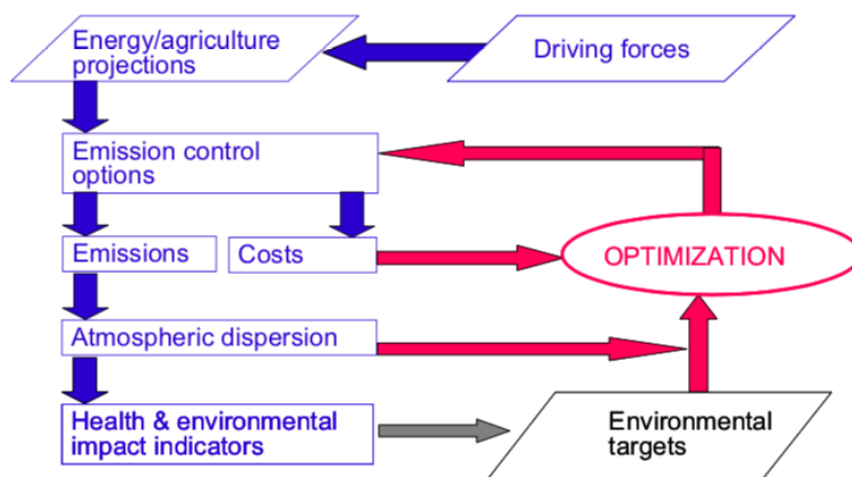 Energy/agriculture
projections
Driving forces
Emission control
options
Emissions
Costs
OPTIMIZATION
Atmospheric dispersion
Health & environmental
impact indicators
Environmental
targets